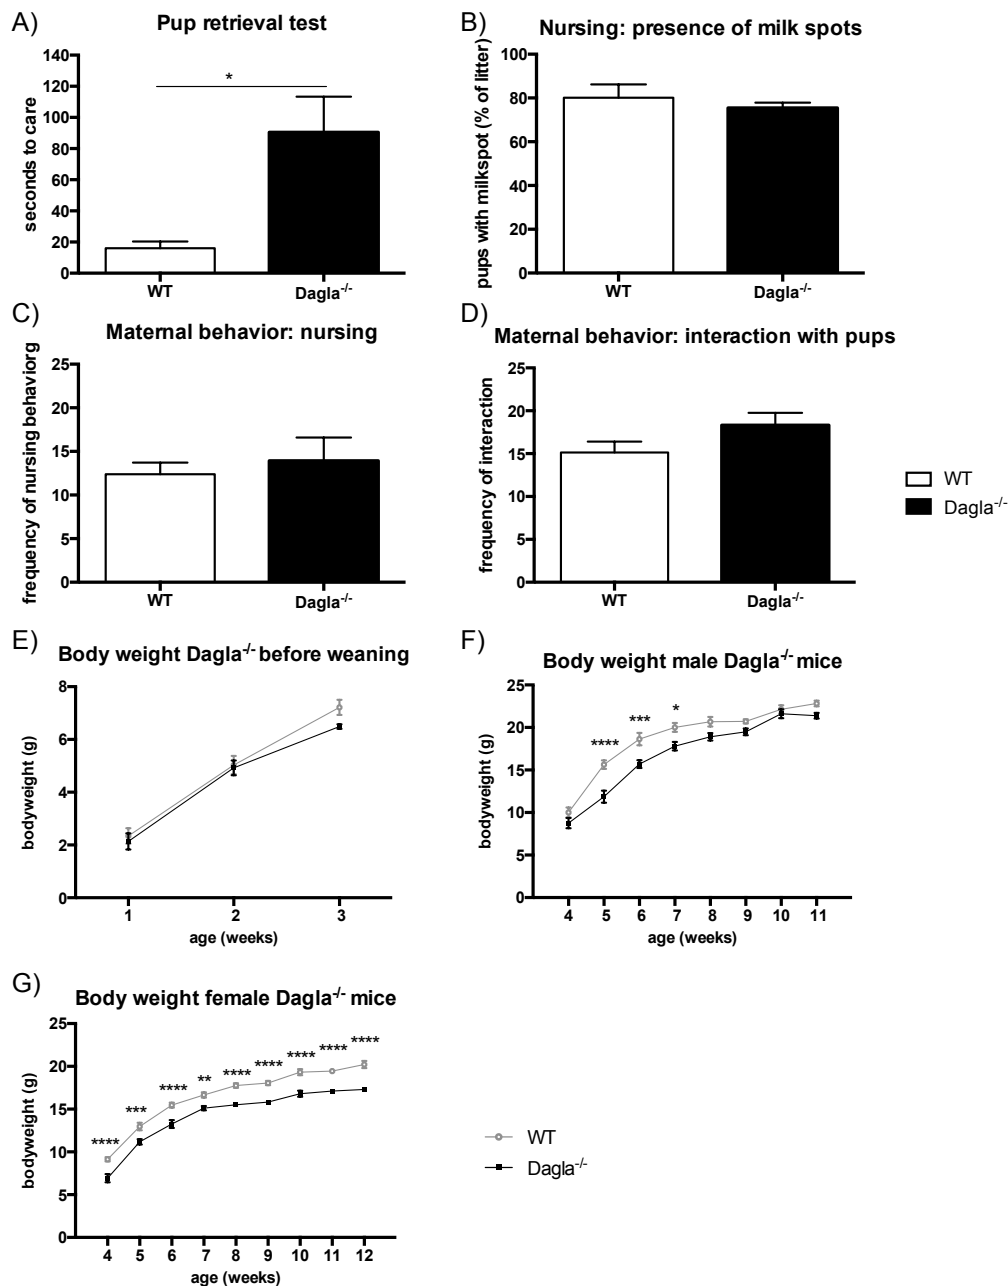 A)
Pup retrieval test
seconds to care
140
120
100
80
60
40
20
0
*
WT
Dagla-/-
B)
Nursing: presence of milk spots
pups with milkspot (% of litter)
100
80
60
40
20
0
WT
Dagla-/-
C)
Maternal behavior: nursing
frequency of nursing behaviorg
25
20
15
10
5
0
WT
Dagla-/-
D)
Maternal behavior: interaction with pups
frequency of interaction
25
20
15
10
5
0
WT
Dagla-/-
WT
Dagla-/-
E)
Body weight Dagla-/- before weaning
bodyweight (g)
8
6
4
2
0
1 2 3
age (weeks)
F)
Body weight male Dagla-/- mice
bodyweight (g)
25
20
15
10
5
0
**** *** *
4 5 6 7 8 9 10 11
age (weeks)
G)
Body weight female Dagla-/- mice
bodyweight (g)
25
20
15
10
5
0
**** *** **** ** **** **** **** **** ****
4 5 6 7 8 9 10 11 12
age (weeks)
WT
Dagla-/-